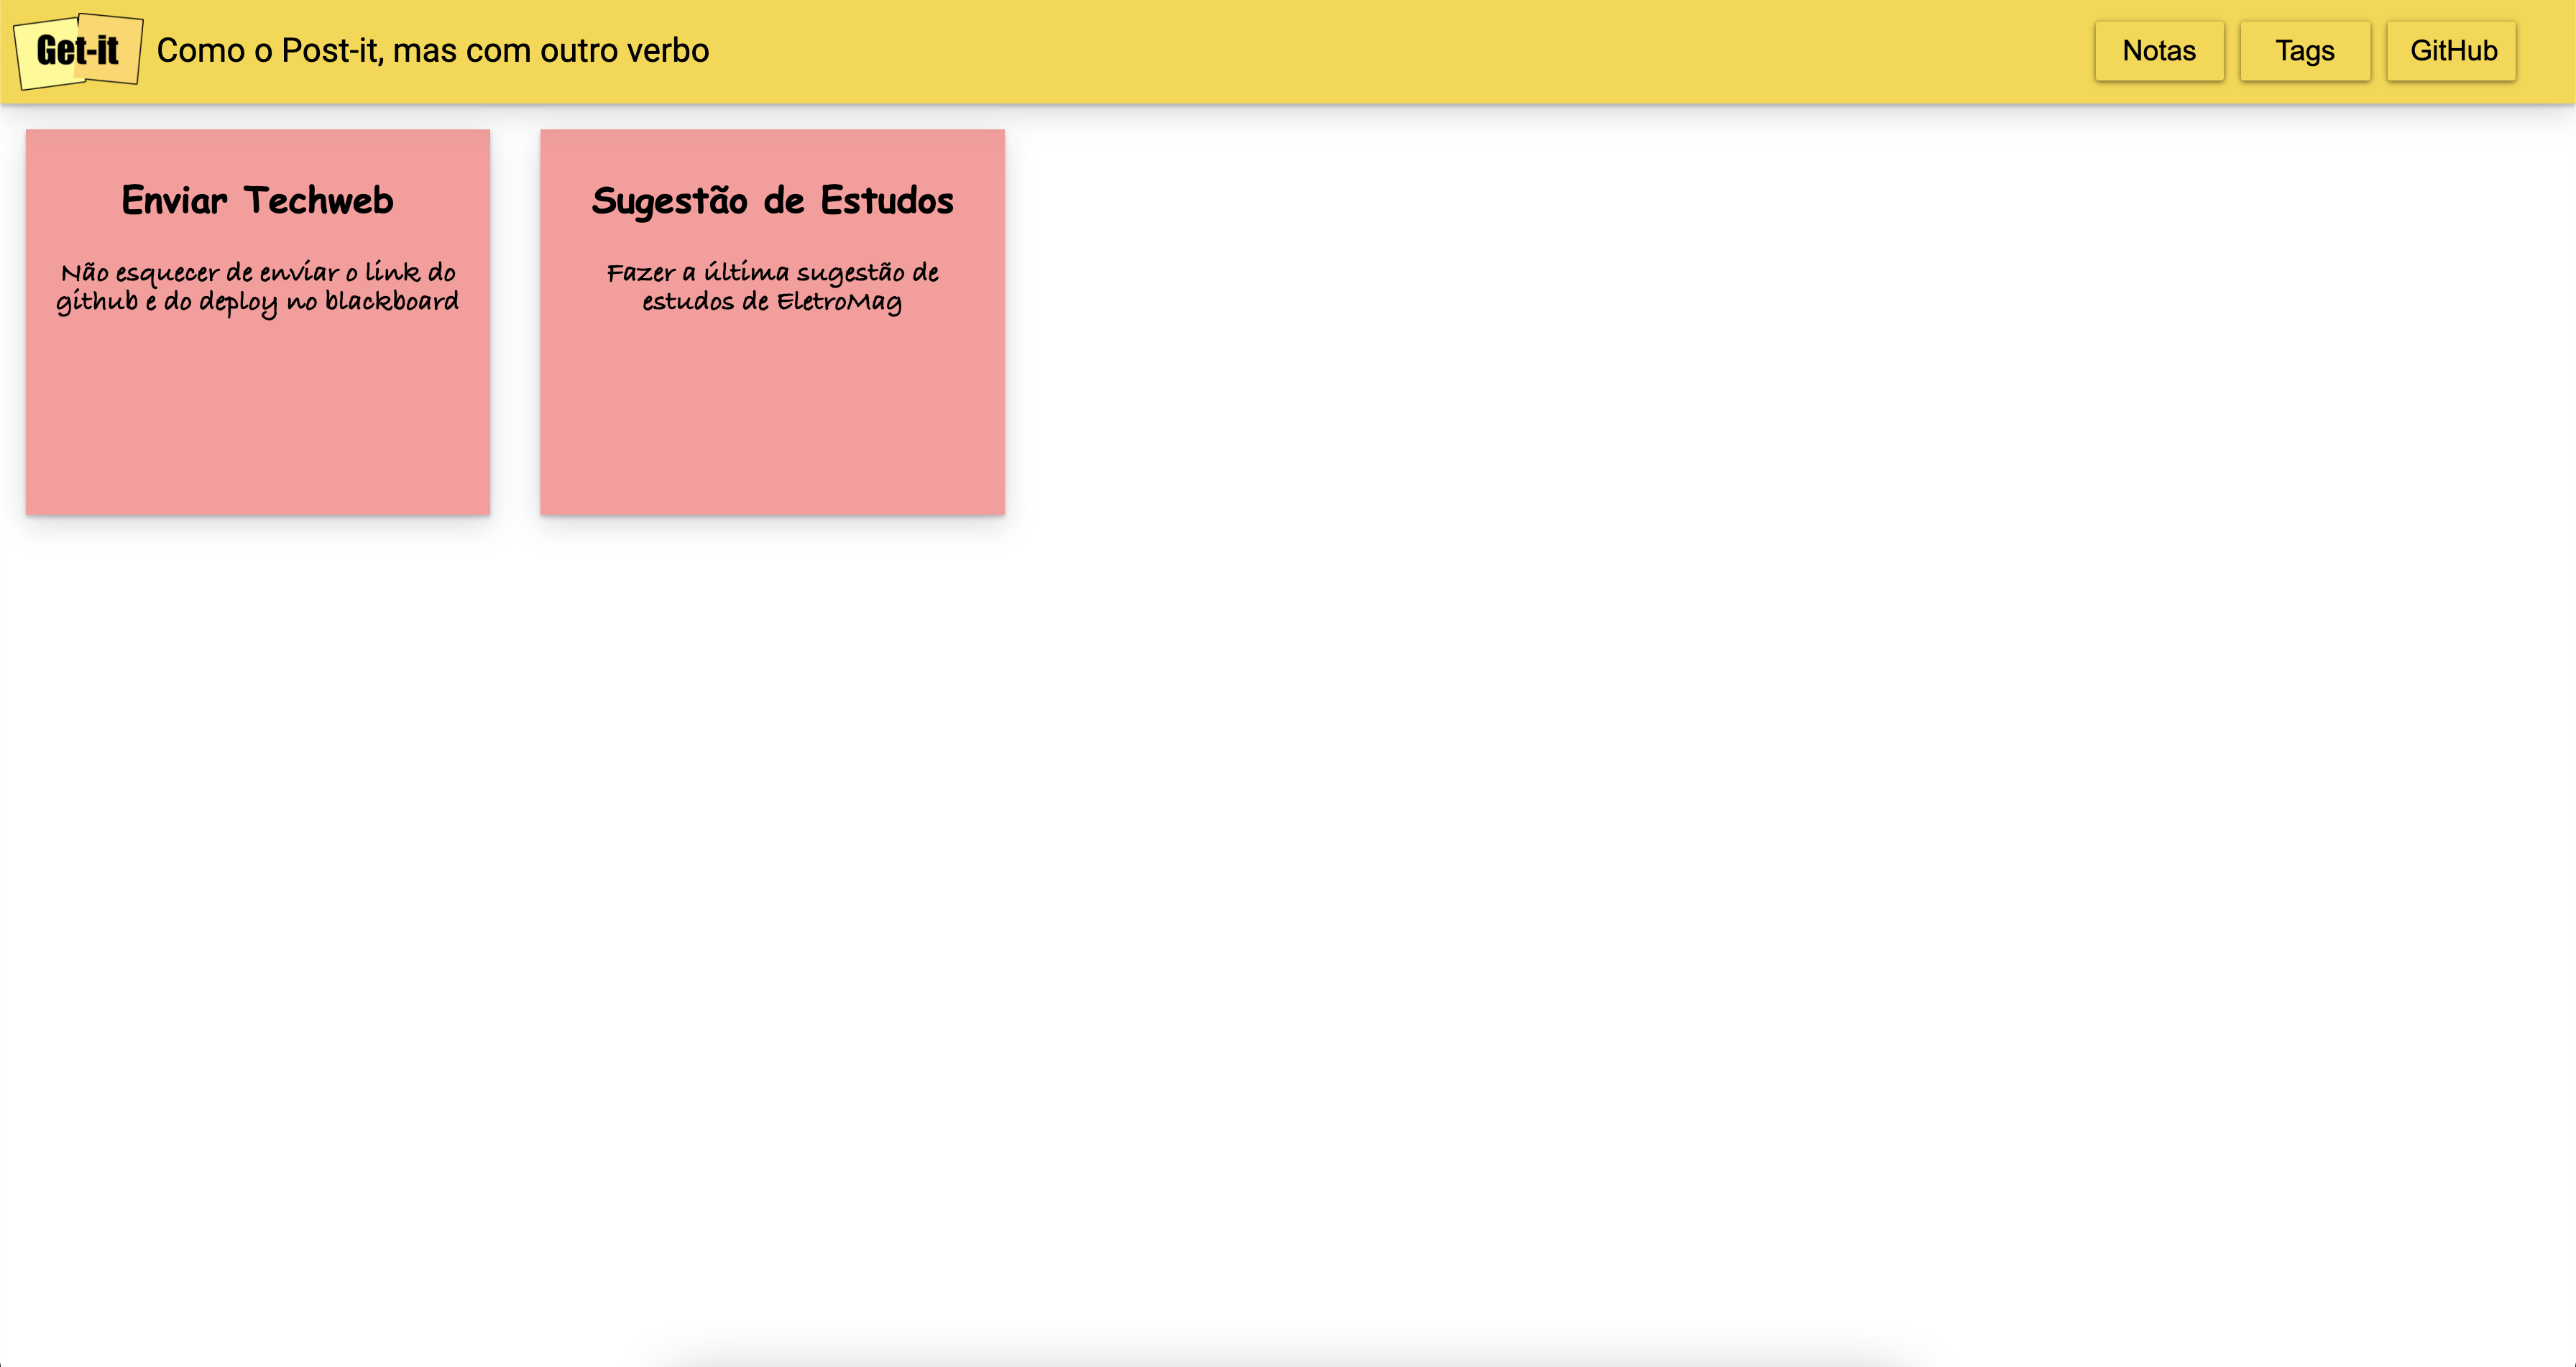 Get-it
Como o Post-it, mas com outro verbo
Notas
Tags
GitHub
Enviar Techweb
Não esquecer de enviar o link do
github e do deploy no blackboard
Sugestão de Estudos
Fazer a última sugestão de
estudos de EletroMag